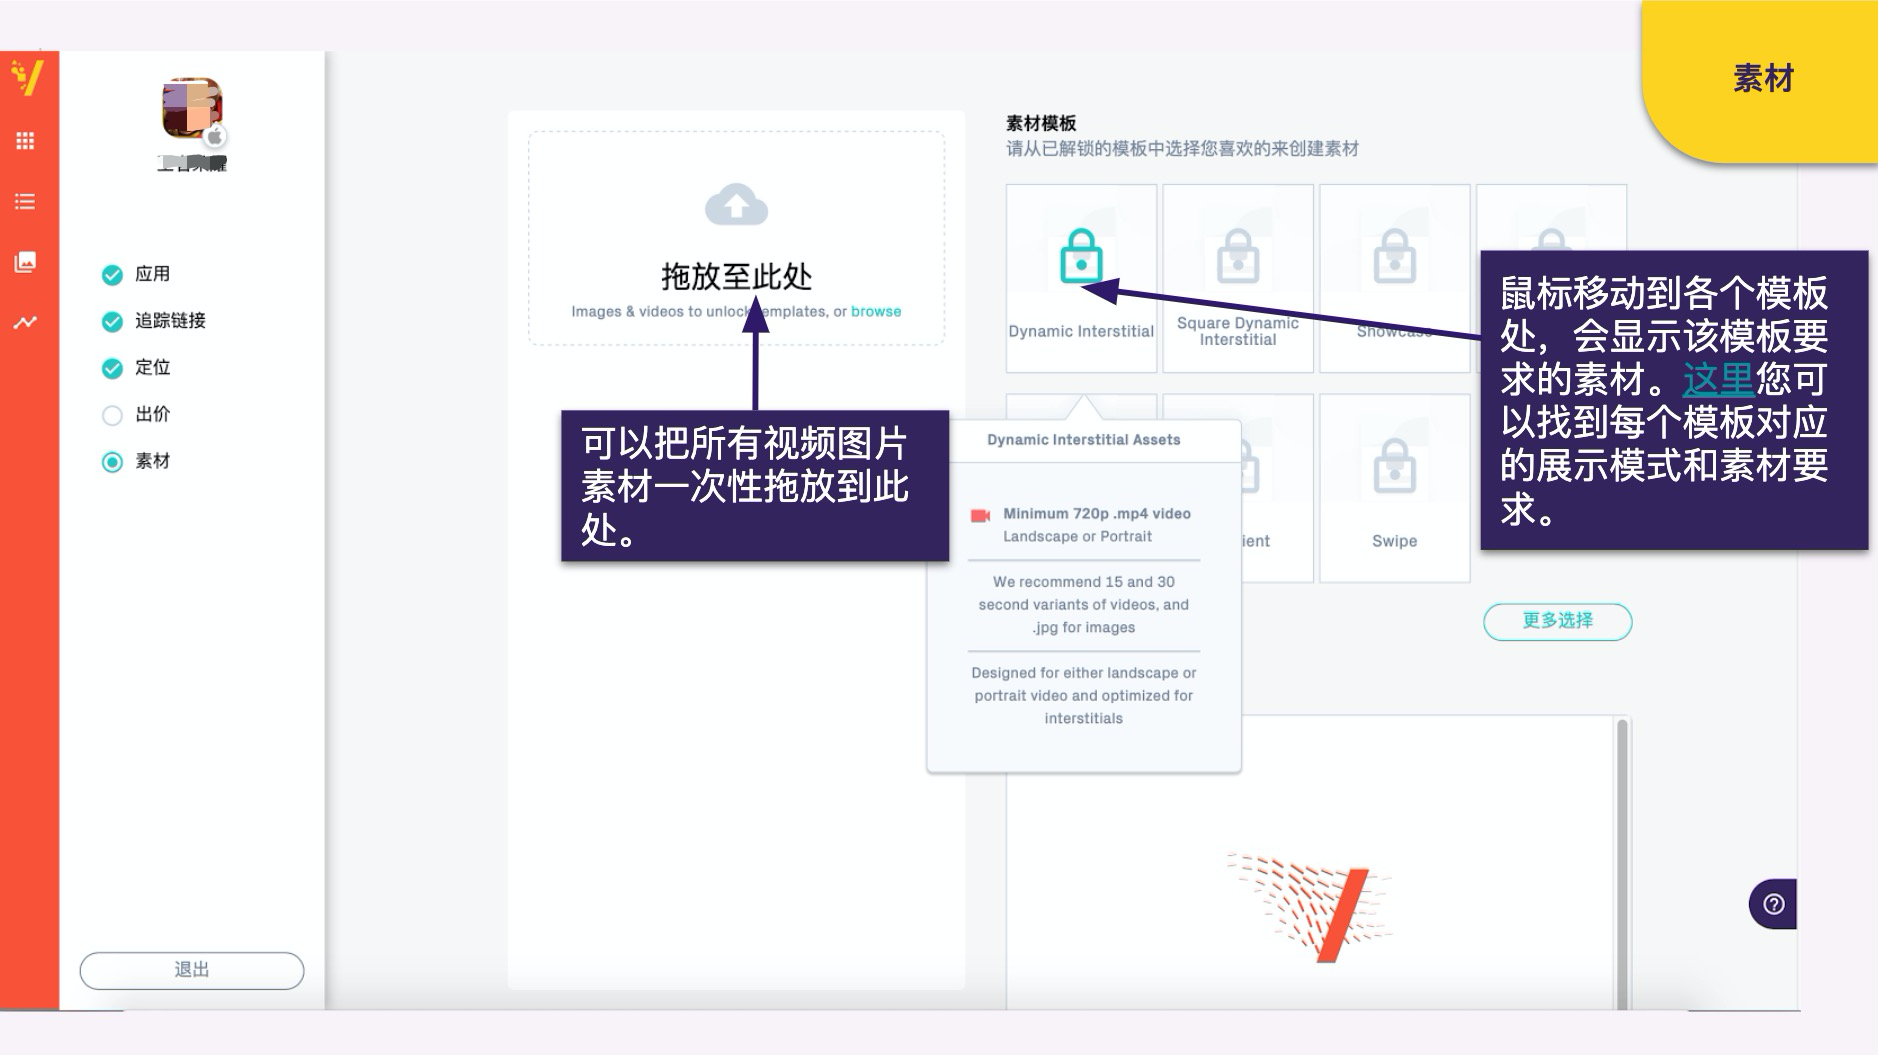 素材
应用
追踪链接
定位
出价
素材
退出
拖放至此处
Images & videos to unlock templates, or browse
可以把所有视频图片
素材一次性拖放到此
处。
素材模板
请从已解锁的模板中选择您喜欢的来创建素材
Dynamic Interstitial
Square Dynamic
Interstitial
Showcase
鼠标移动到各个模板
处，会显示该模板要
求的素材。这里您可
以找到每个模板对应
的展示模式和素材要
求。
Dynamic Interstitial Assets
Minimum 720p .mp4 video
Landscape or Portrait
We recommend 15 and 30
second variants of videos, and
.jpg for images
Designed for either landscape or
portrait video and optimized for
interstitials
Swipe
更多选择